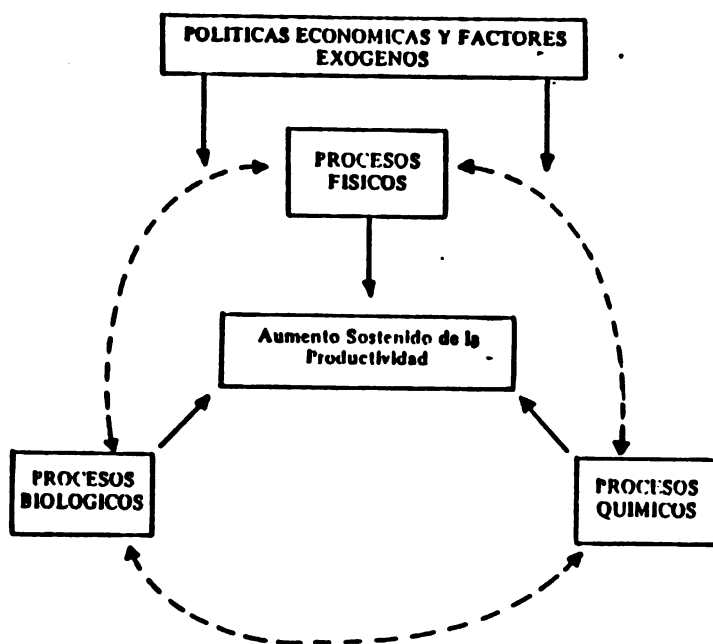 POLITICAS ECONOMICAS Y FACTORES
EXOGENOS
PROCESOS
FISICOS
Aumento Sostenido de la
Productividad
PROCESOS
BIOLOGICOS
PROCESOS
QUIMICOS